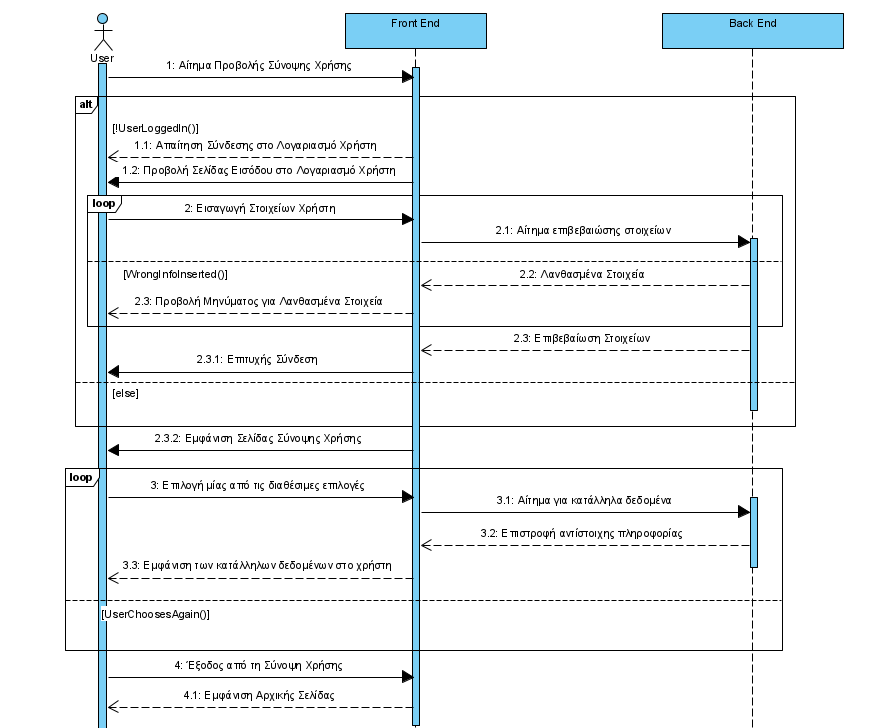 Front End
Back End
User
1: Αίτημα Προβολής Σύνοψης Χρήσης
alt
[!UserLoggedIn()]
1.1: Απαίτηση Σύνδεσης στο Λογαριασμό Χρήστη
1.2: Προβολή Σελίδας Εισόδου στο Λογαριασμό Χρήστη
loop
2: Εισαγωγή Στοιχείων Χρήστη
2.1: Αίτημα επιβεβαιώσης στοιχείων
[WrongInfoInserted()]
2.2: Λανθασμένα Στοιχεία
2.3: Προβολή Μηνύματος για Λανθασμένα Στοιχεία
2.3: Επιβεβαίωση Στοιχείων
2.3.1: Επιτυχής Σύνδεση
[else]
2.3.2: Εμφάνιση Σελίδας Σύνοψης Χρήσης
loop
3: Επιλογή μίας από τις διαθέσιμες επιλογές
3.1: Αίτημα για κατάλληλα δεδομένα
3.2: Επιστροφή αντίστοιχης πληροφορίας
3.3: Εμφάνιση των κατάλληλων δεδομένων στο χρήστη
[UserChoosesAgain()]
4: Έξοδος από τη Σύνοψη Χρήσης
4.1: Εμφάνιση Αρχικής Σελίδας